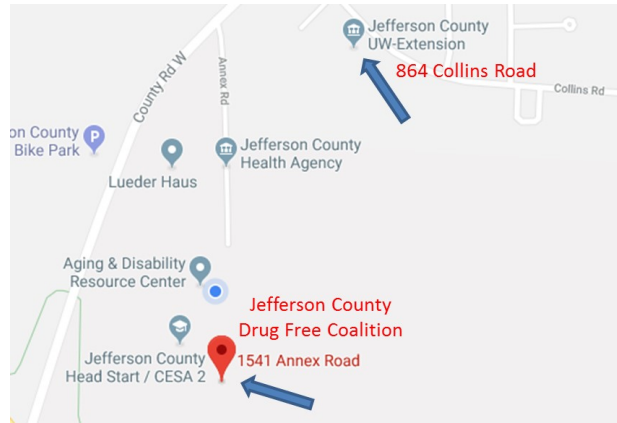 Jefferson County
UW-Extension
864 Collins Road
Collins Rd
County Rd W
Annex Rd
on County
Bike Park
P
Lueder Haus
Jefferson County
Health Agency
Aging & Disability
Resource Center
Jefferson County
Drug Free Coalition
Jefferson County
Head Start / CESA 2
1541 Annex Road